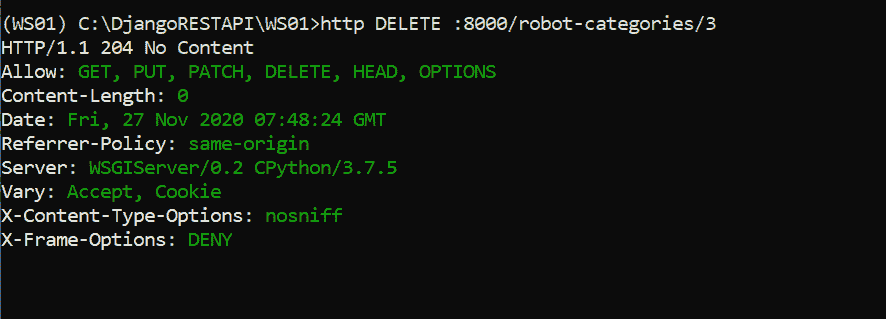 (WS01) C:\DjangoRESTAPI\WS01>http DELETE :8000/robot-categories/3
HTTP/1.1 204 No Content
Allow: GET, PUT, PATCH, DELETE, HEAD, OPTIONS
Content-Length: 0
Date: Fri, 27 Nov 2020 07:48:24 GMT
Referrer-Policy: same-origin
Server: WSGIServer/0.2 CPython/3.7.5
Vary: Accept, Cookie
X-Content-Type-Options: nosniff
X-Frame-Options: DENY